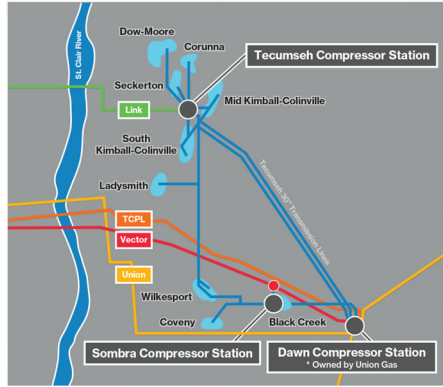 St. Clair River
Dow-Moore
Corunna
Tecumseh Compressor Station
Seckerton
Mid Kimball-Colinville
Link
South
Kimball-Colinville
Ladysmith
Tecumseh 30" Transmission Lines
TCPL
Vector
Union
Wilkesport
Coveny
Black Creek
Sombra Compressor Station
Dawn Compressor Station
* Owned by Union Gas